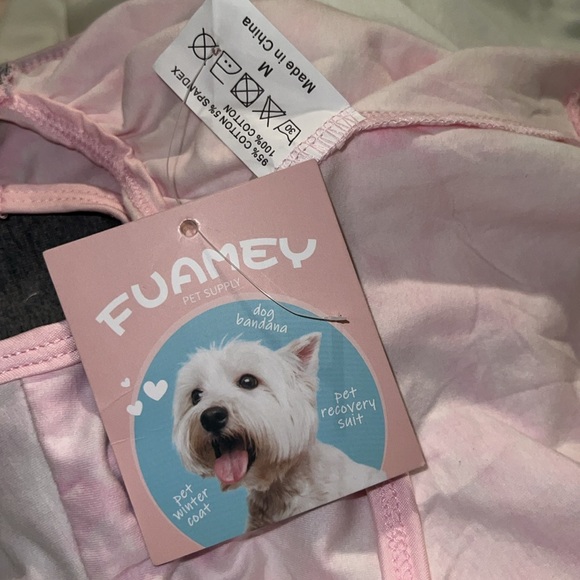 95% COTTON 5% SPANDEX
100% COTTON
30
M
Made in China
FUAMEY
PET SUPPLY
dog
bandana
pet
recovery
suit
pet
winter
coat